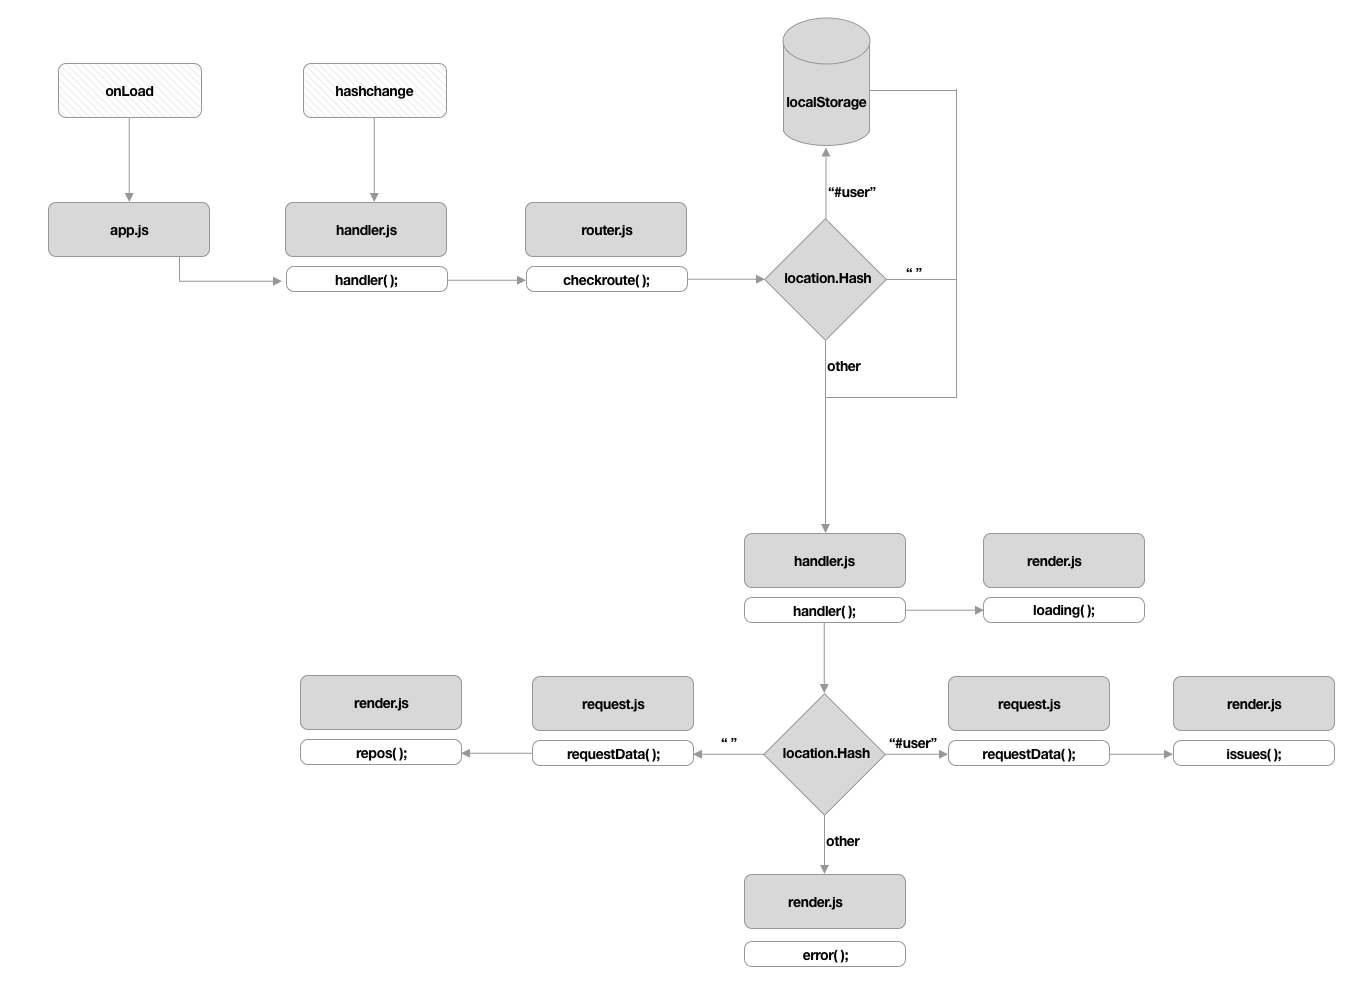 onLoad
hashchange
localStorage
“#user”
app.js
handler.js
router.js
handler( );
checkroute( );
location.Hash
“ ”
other
handler.js
render.js
handler( );
loading( );
render.js
request.js
request.js
render.js
repos( );
requestData( );
“ ”
location.Hash
“#user”
requestData( );
issues( );
other
render.js
error( );